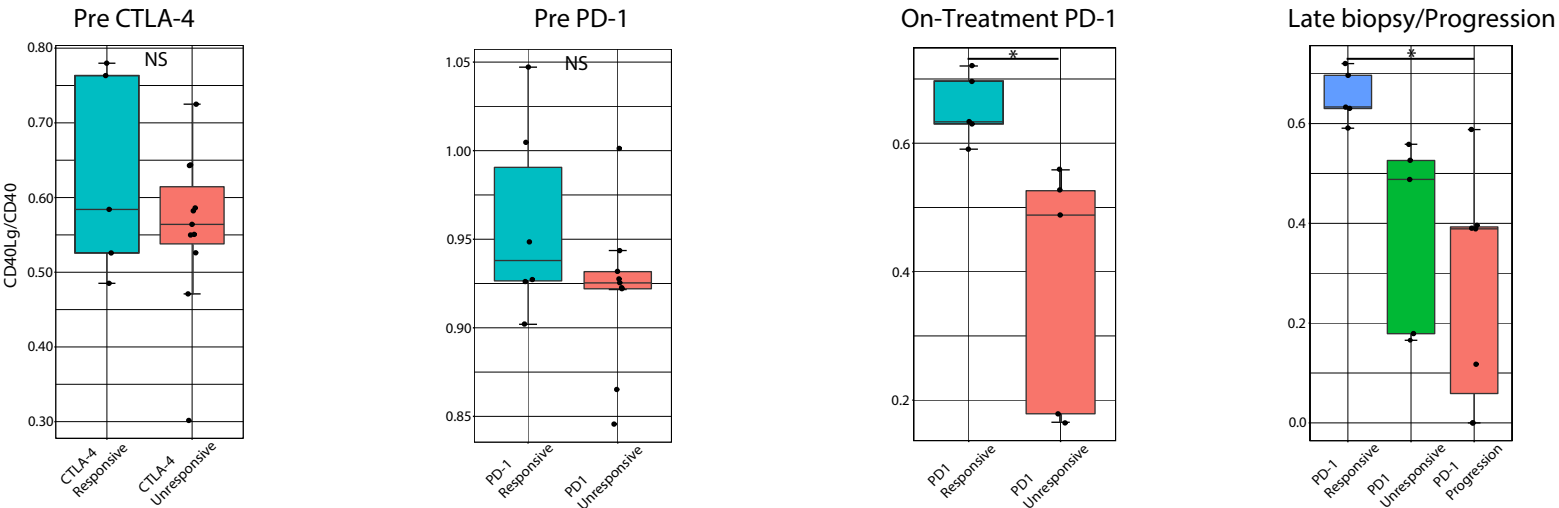 Pre CTLA-4
Pre PD-1
On-Treatment PD-1
Late biopsy/Progression
CD40Lg/CD40
0.80
0.70
0.60
0.50
0.40
0.30
NS
CTLA-4
Responsive
CTLA-4
Unresponsive
1.05
1.00
0.95
0.90
0.85
NS
PD-1
Responsive
PD1
Unresponsive
0.6
0.4
0.2
*
PD1
Responsive
PD1
Unresponsive
0.6
0.4
0.2
0.0
*
PD-1
Responsive
PD1
Unresponsive
PD-1
Progression